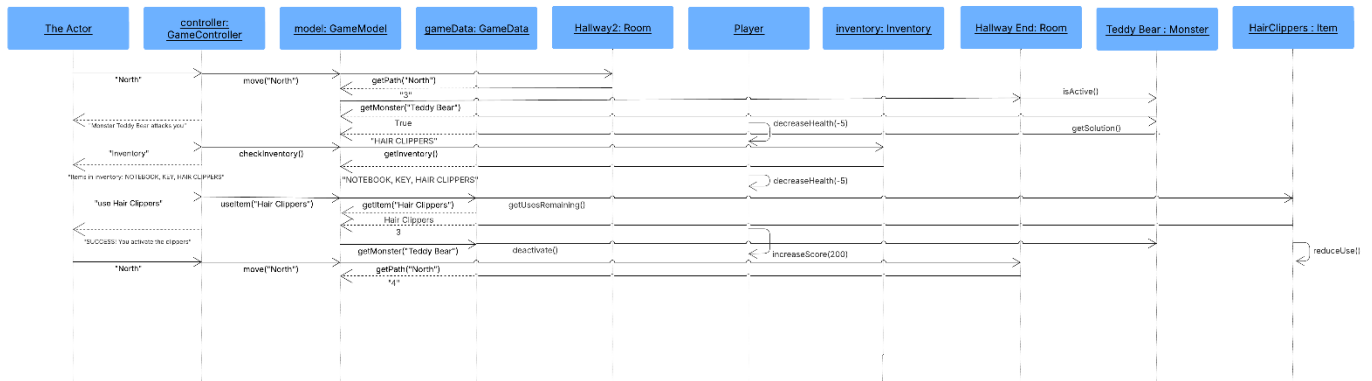 The Actor
controller:
GameController
model: GameModel
gameData: GameData
Hallway2: Room
Player
inventory: Inventory
Hallway End: Room
Teddy Bear : Monster
HairClippers : Item
"North"
move("North")
getPath("North")
"3"
isActive()
getMonster("Teddy Bear")
"Monster Teddy Bear attacks you"
True
decreaseHealth(-5)
getSolution()
"HAIR CLIPPERS"
"Inventory"
checkInventory()
getInventory()
"Items in Inventory: NOTEBOOK, KEY, HAIR CLIPPERS"
"NOTEBOOK, KEY, HAIR CLIPPERS"
decreaseHealth(-5)
"use Hair Clippers"
useItem("Hair Clippers")
getItem("Hair Clippers")
getUsesRemaining()
Hair Clippers
3
"SUCCESS: You activate the clippers"
getMonster("Teddy Bear")
deactivate()
increaseScore(200)
reduceUse()
"North"
move("North")
getPath("North")
"4"